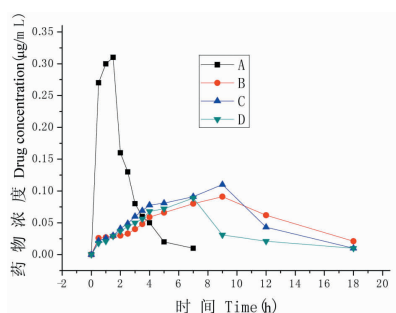 药物浓度 Drug concentration(μg/mL)
0.35
0.30
0.25
0.20
0.15
0.10
0.05
0.00
A
B
C
D
-2 0 2 4 6 8 10 12 14 16 18 20
时间 Time(h)